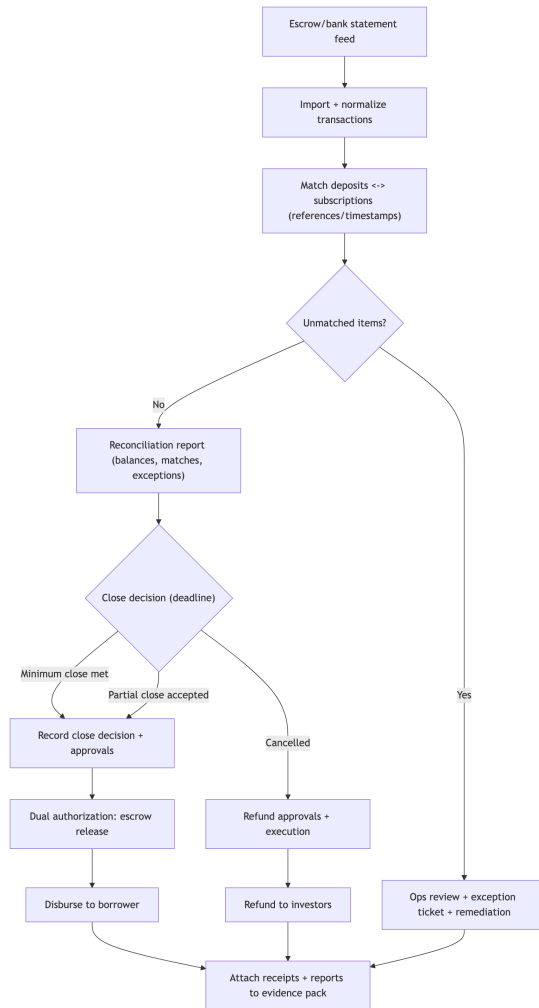 Escrow/bank statement
feed
Import + normalize
transactions
Match deposits <->
subscriptions
(references/timestamps)
Unmatched items?
No
Reconciliation report
(balances, matches,
exceptions)
Close decision (deadline)
Minimum close met
Partial close accepted
Yes
Record close decision +
approvals
Cancelled
Dual authorization: escrow
release
Refund approvals +
execution
Disburse to borrower
Refund to investors
Ops review + exception
ticket + remediation
Attach receipts + reports
to evidence pack